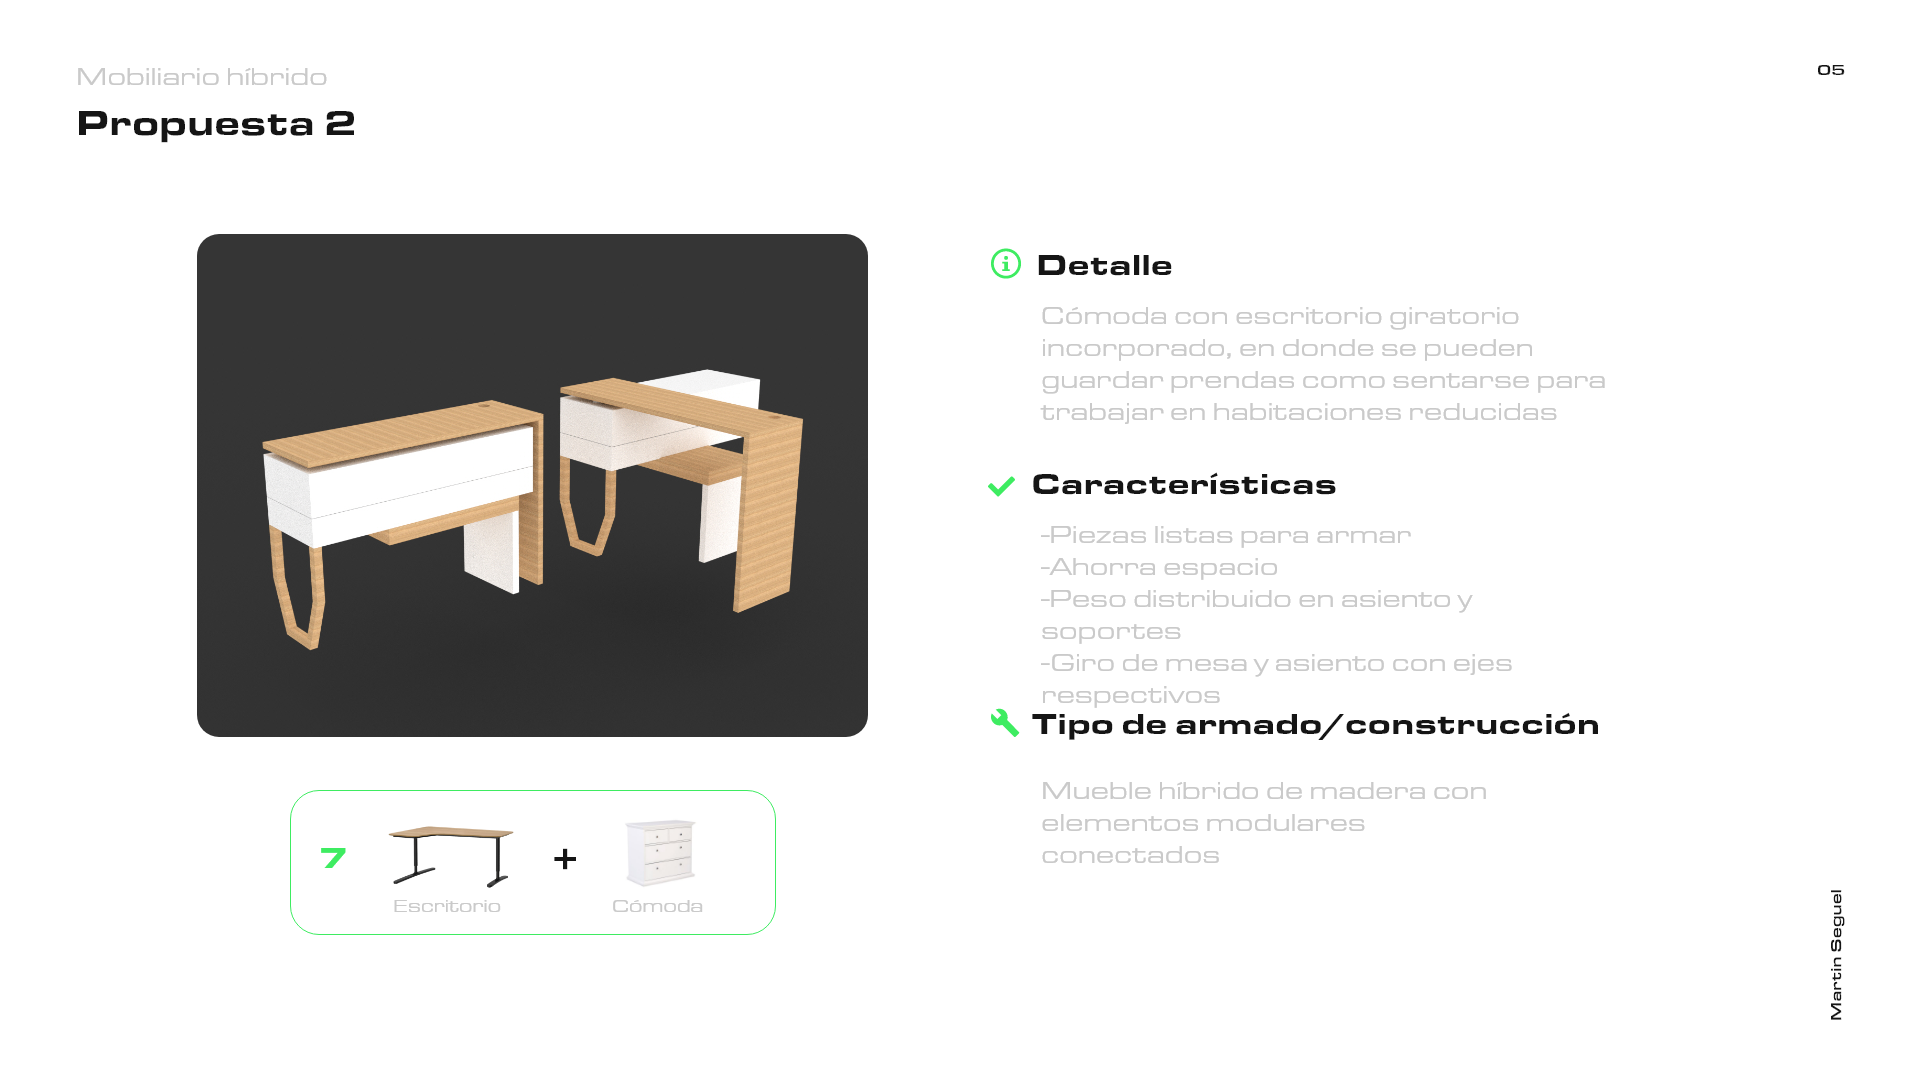 Mobiliario híbrido
05
Propuesta 2
Detalle
Cómoda con escritorio giratorio
incorporado, en donde se pueden
guardar prendas como sentarse para
trabajar en habitaciones reducidas
Características
-Piezas listas para armar
-Ahorra espacio
-Peso distribuido en asiento y
soportes
-Giro de mesa y asiento con ejes
respectivos
Tipo de armado/construcción
Mueble híbrido de madera con
elementos modulares
conectados
7
+
Escritorio
Cómoda
Martin Seguel